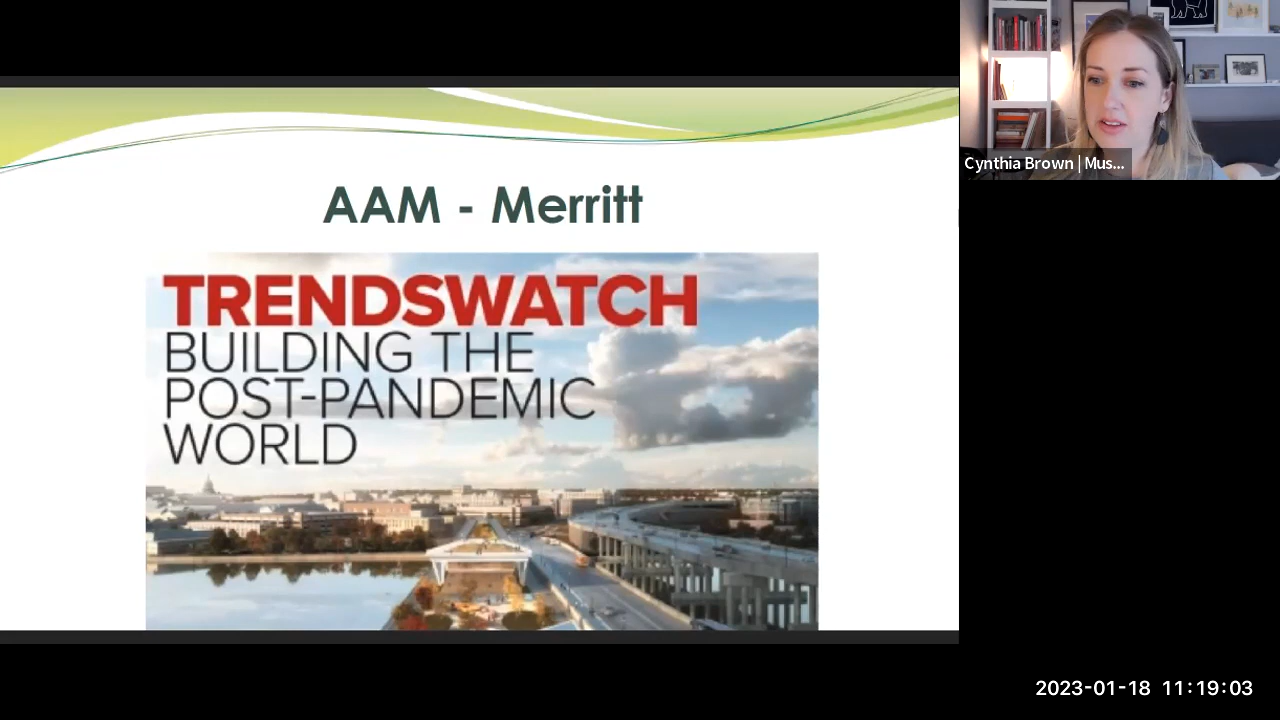 AAM - Merritt
TRENDSWATCH
BUILDING THE
POST-PANDEMIC
WORLD
Cynthia Brown | Mus...
2023-01-18 11:19:03